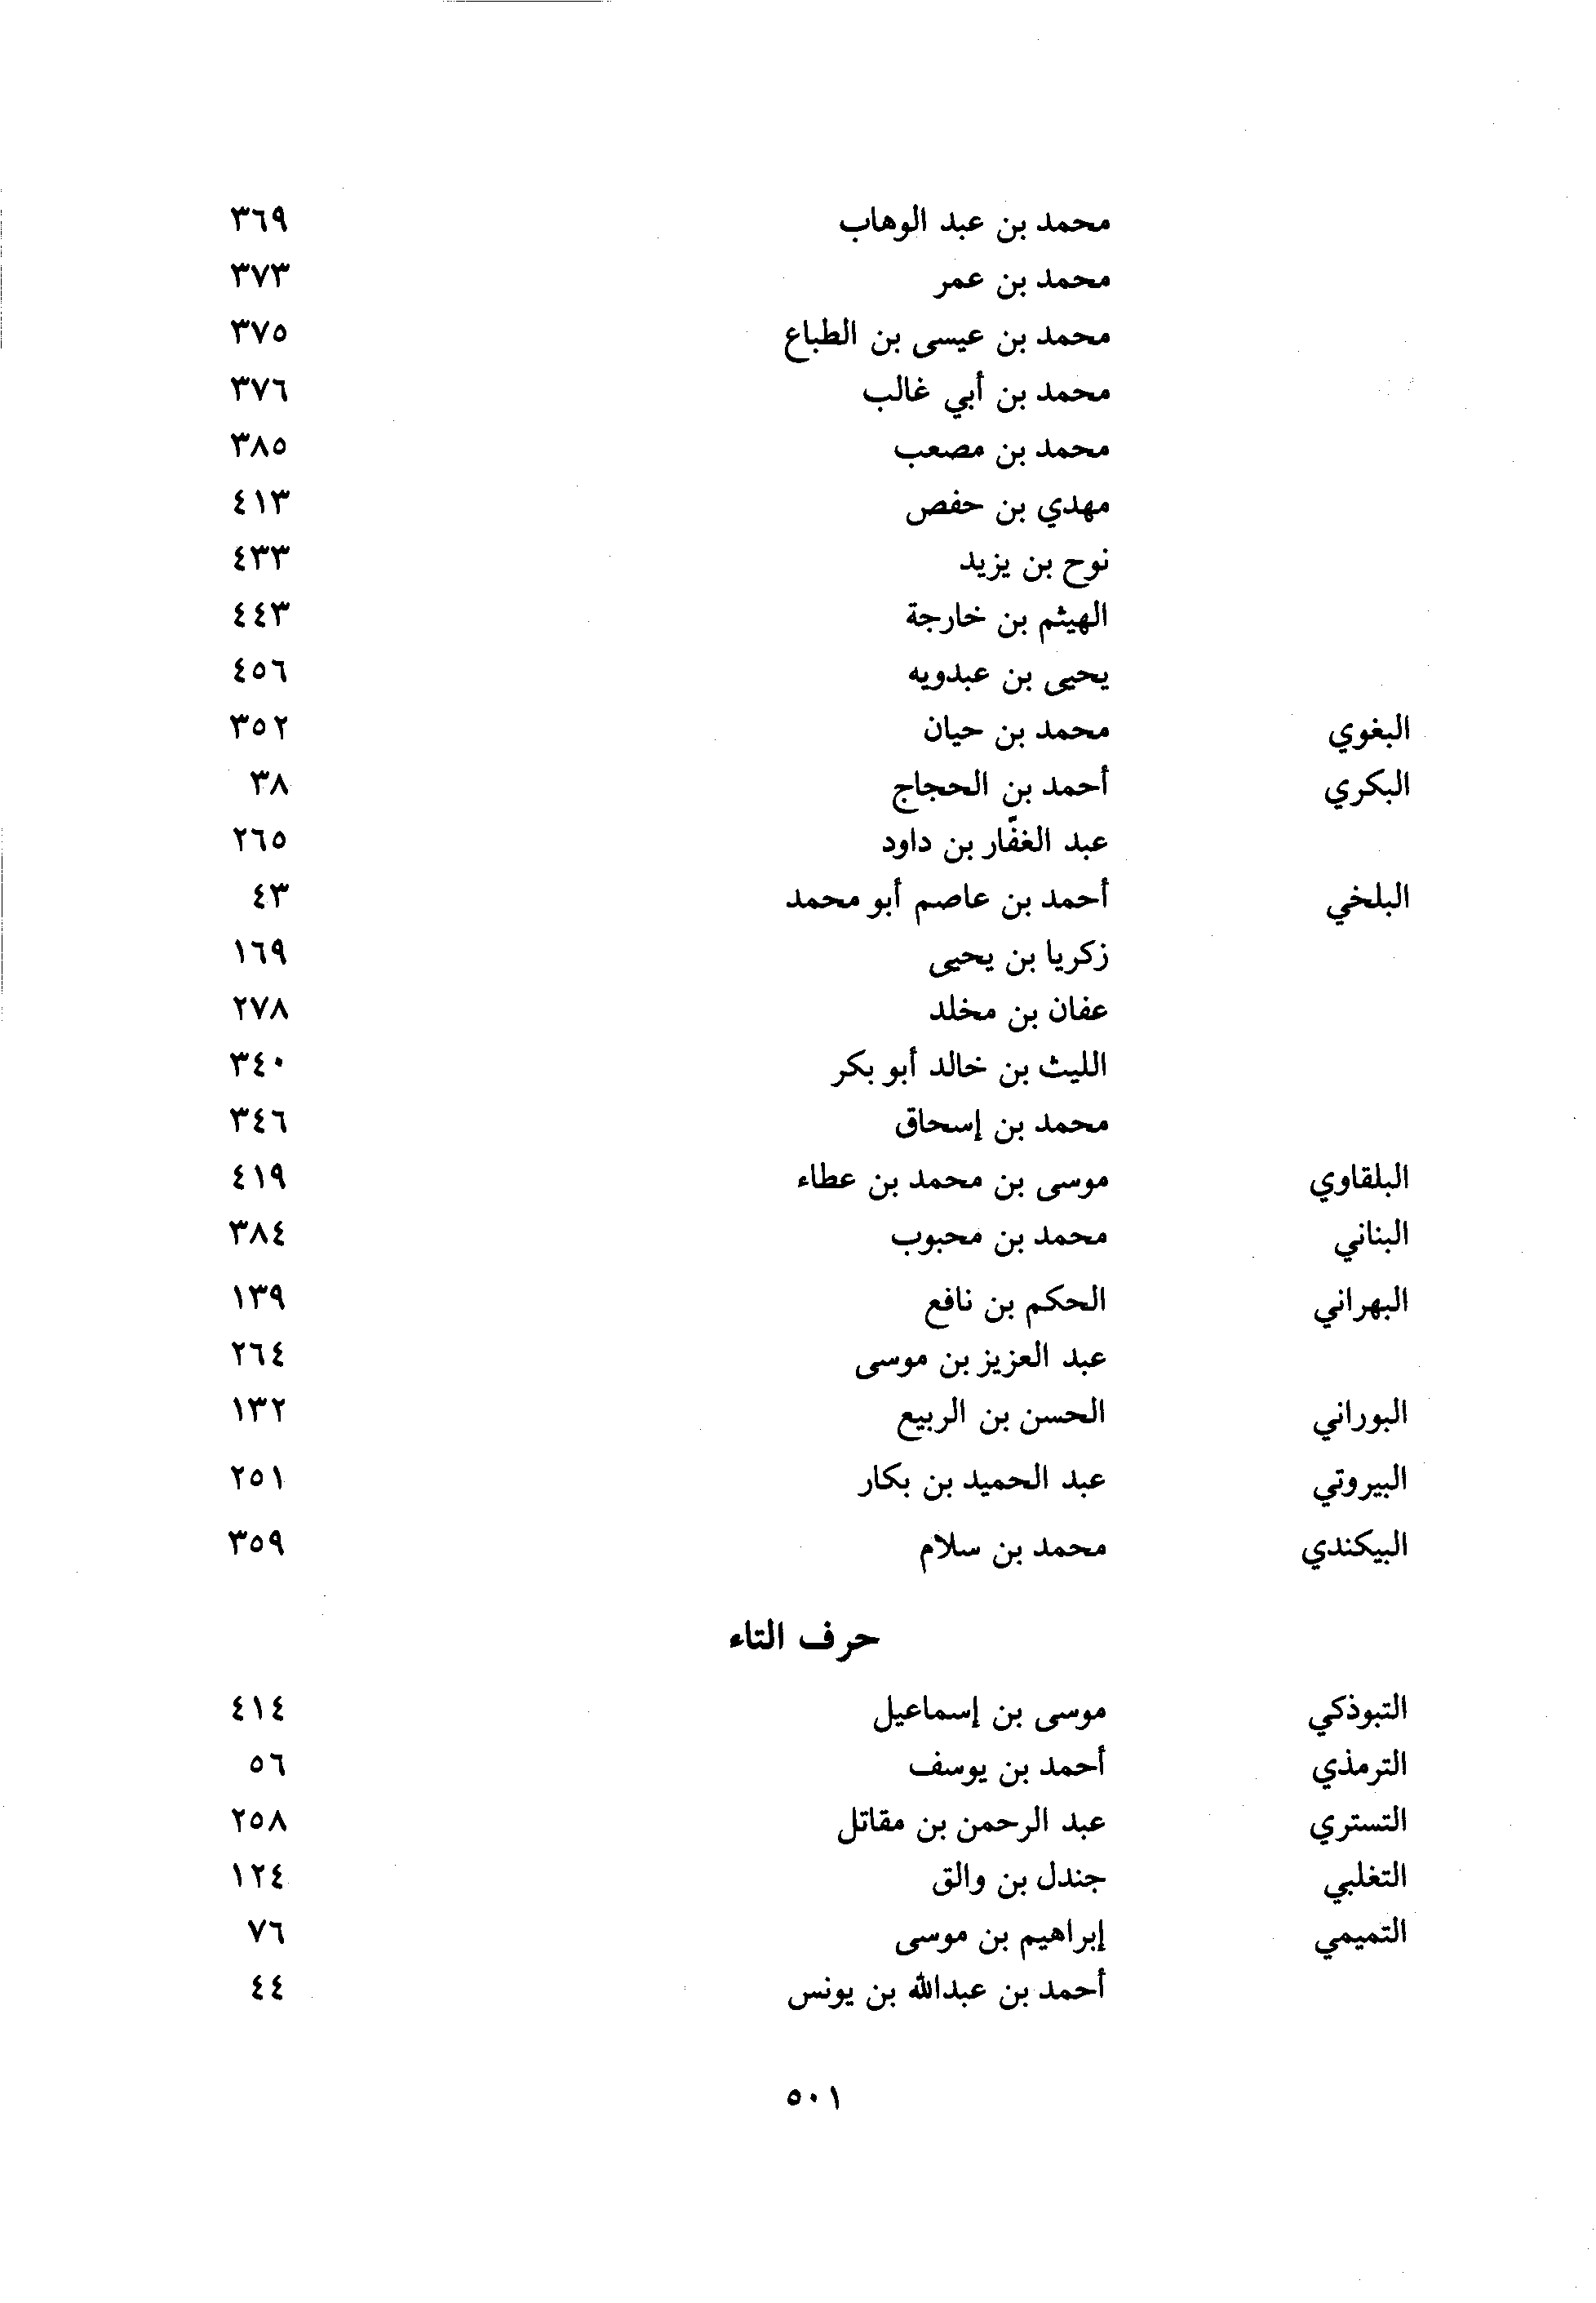 محمد بن عبد الوهاب ٣٦٩
محمد بن عمر ٣٧٣
محمد بن عيسى بن الطباع ٣٧٥
محمد بن أبي غالب ٣٧٦
محمد بن مصعب ٣٨٥
مهدي بن حفص ٤١٣
نوح بن يزيد ٤٣٣
الهيثم بن خارجة ٤٤٣
يحيى بن عبدويه ٤٥٦
البغوي محمد بن حيان ٣٥٢
البكري أحمد بن الحجاج ٣٨
عبد الغفّار بن داود ٢٦٥
البلخي أحمد بن عاصم أبو محمد ٤٣
زكريا بن يحيى ١٦٩
عفان بن مخلد ٢٧٨
الليث بن خالد أبو بكر ٣٤٠
محمد بن إسحاق ٣٤٦
البلقاوي موسى بن محمد بن عطاء ٤١٩
البناني محمد بن محبوب ٣٨٤
البهراني الحكم بن نافع ١٣٩
عبد العزيز بن موسى ٢٦٤
البوراني الحسن بن الربيع ١٣٢
البيروتي عبد الحميد بن بكار ٢٥١
البيكندي محمد بن سلام ٣٥٩
حرف التاء
التبوذكي موسى بن إسماعيل ٤١٤
الترمذي أحمد بن يوسف ٥٦
التستري عبد الرحمن بن مقاتل ٢٥٨
التغلبي جندل بن والق ١٢٤
التميمي إبراهيم بن موسى ٧٦
أحمد بن عبدالله بن يونس ٤٤
٥٠١